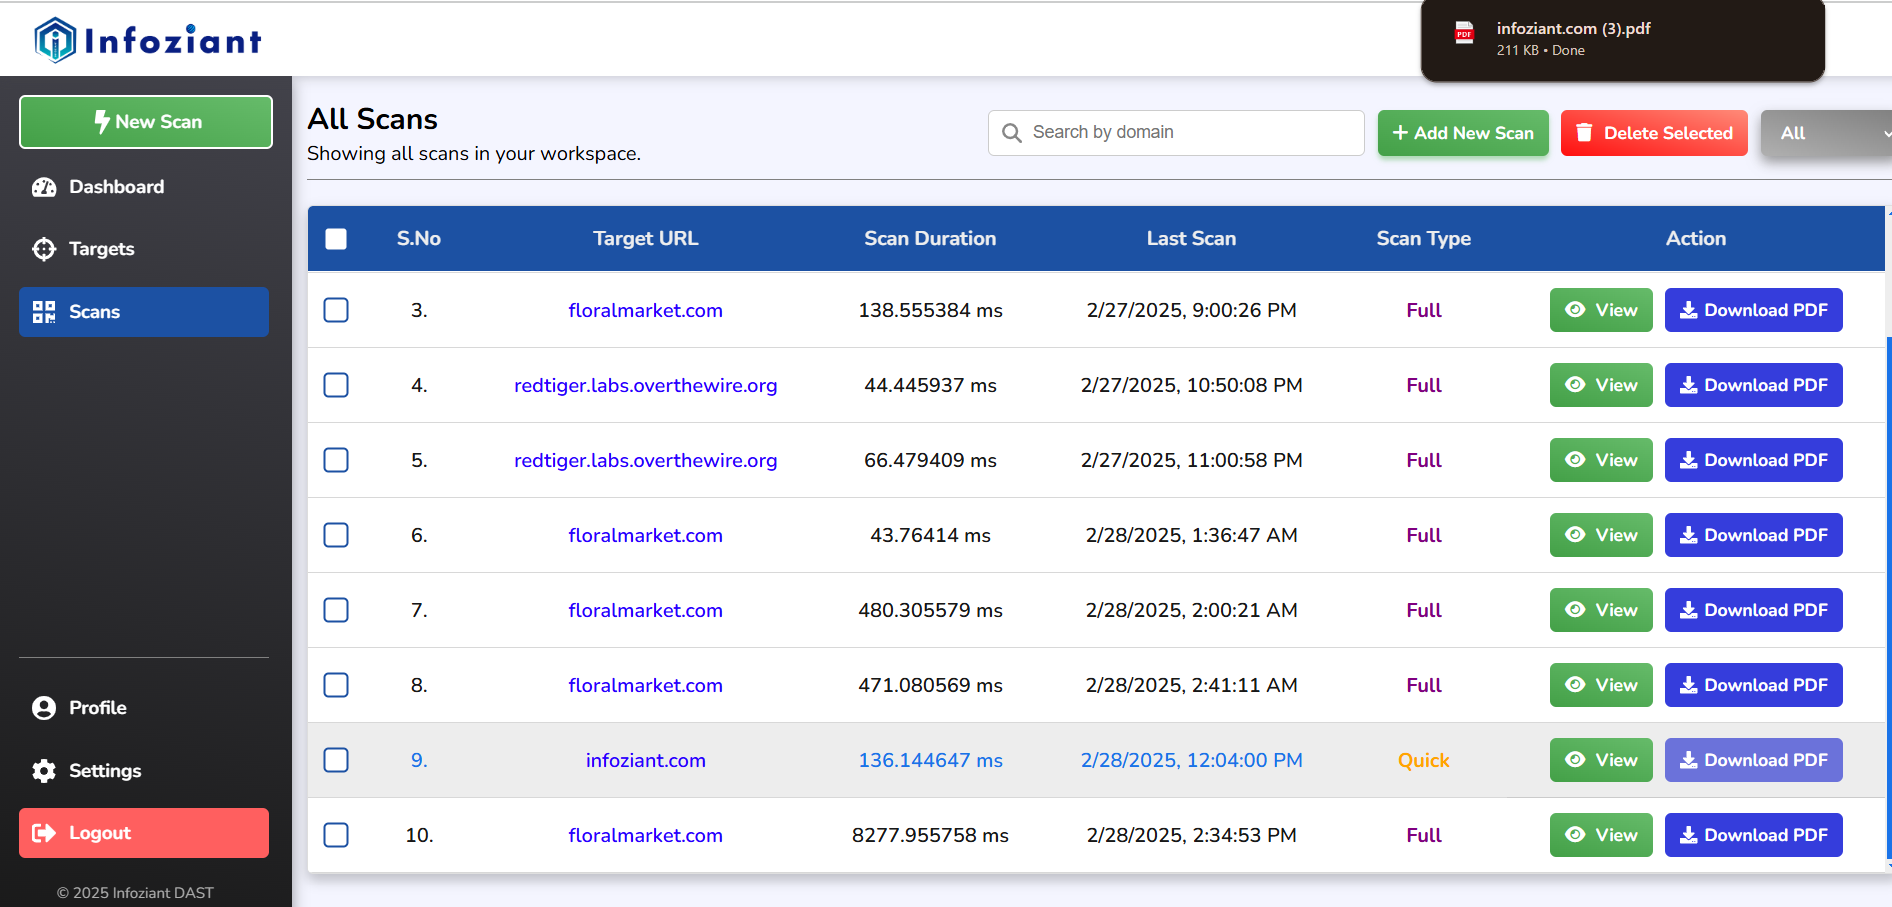 Infoziant
infoziant.com (3).pdf
211 KB • Done
New Scan
Dashboard
Targets
Scans
Profile
Settings
Logout
© 2025 Infoziant DAST
All Scans
Showing all scans in your workspace.
Search by domain
+ Add New Scan
Delete Selected
All
S.No Target URL Scan Duration Last Scan Scan Type Action
3. floralmarket.com 138.555384 ms 2/27/2025, 9:00:26 PM Full View Download PDF
4. redtiger.labs.overthewire.org 44.445937 ms 2/27/2025, 10:50:08 PM Full View Download PDF
5. redtiger.labs.overthewire.org 66.479409 ms 2/27/2025, 11:00:58 PM Full View Download PDF
6. floralmarket.com 43.76414 ms 2/28/2025, 1:36:47 AM Full View Download PDF
7. floralmarket.com 480.305579 ms 2/28/2025, 2:00:21 AM Full View Download PDF
8. floralmarket.com 471.080569 ms 2/28/2025, 2:41:11 AM Full View Download PDF
9. infoziant.com 136.144647 ms 2/28/2025, 12:04:00 PM Quick View Download PDF
10. floralmarket.com 8277.955758 ms 2/28/2025, 2:34:53 PM Full View Download PDF